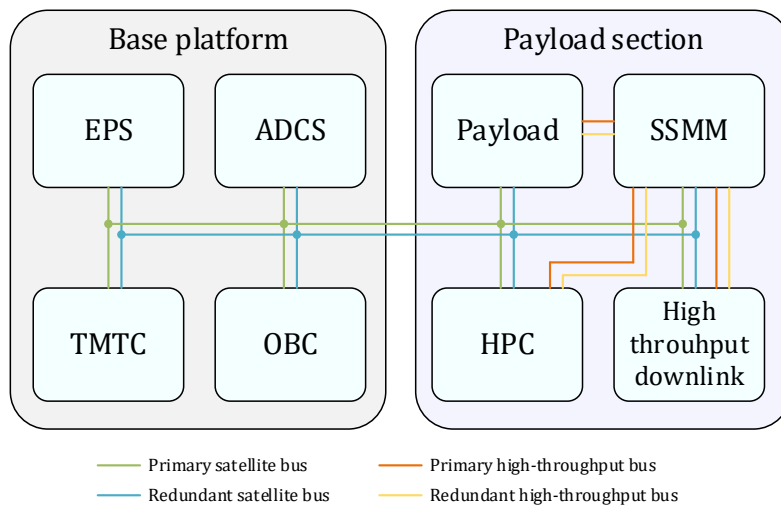 Base platform
Payload section
EPS
ADCS
Payload
SSMM
TMTC
OBC
HPC
High
throuhput
downlink
Primary satellite bus
Primary high-throughput bus
Redundant satellite bus
Redundant high-throughput bus